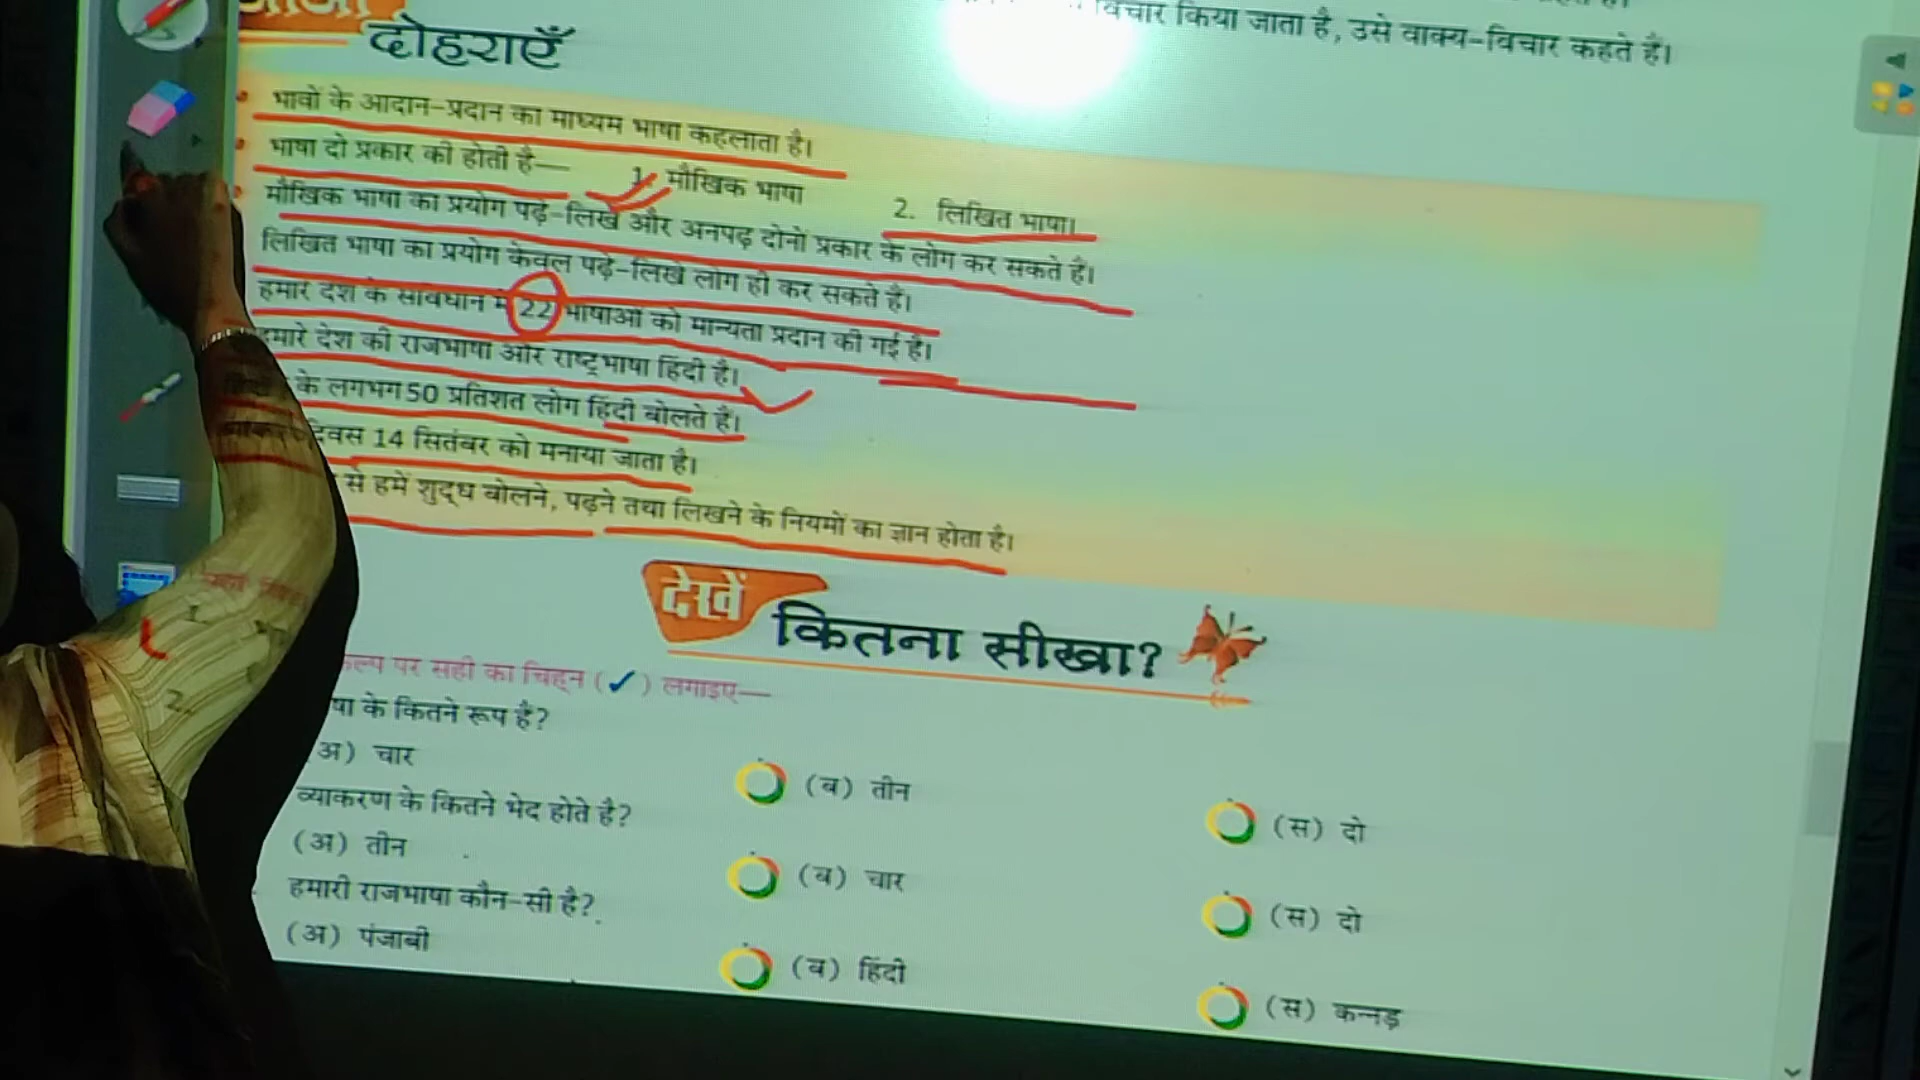 विचार किया जाता है, उसे वाक्य-विचार कहते हैं।
दोहराएँ
भावों के आदान-प्रदान का माध्यम भाषा कहलाता है।
भाषा दो प्रकार की होती है— 1. मौखिक भाषा 2. लिखित भाषा।
मौखिक भाषा का प्रयोग पढ़े-लिखे और अनपढ़ दोनों प्रकार के लोग कर सकते हैं।
लिखित भाषा का प्रयोग केवल पढ़े-लिखे लोग ही कर सकते हैं।
हमारे देश के संविधान में 22 भाषाओं को मान्यता प्रदान की गई है।
हमारे देश की राजभाषा और राष्ट्रभाषा हिंदी है।
के लगभग 50 प्रतिशत लोग हिंदी बोलते हैं।
दिवस 14 सितंबर को मनाया जाता है।
से हमें शुद्ध बोलने, पढ़ने तथा लिखने के नियमों का ज्ञान होता है।
देखें
कितना सीखा?
पर सही का चिह्न (✓) लगाइए—
के कितने रूप हैं?
अ) चार (ब) तीन (स) दो
व्याकरण के कितने भेद होते हैं?
(अ) तीन (ब) चार (स) दो
हमारी राजभाषा कौन-सी है?
(अ) पंजाबी (ब) हिंदी (स) कन्नड़